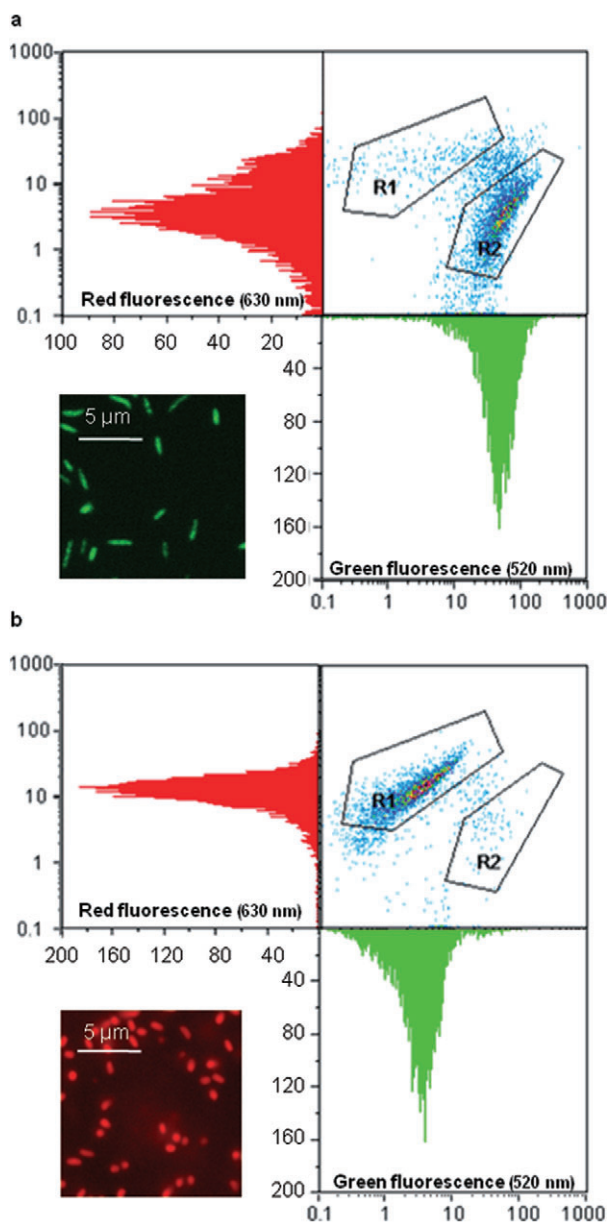 a
1000
100
10
1
0.1
R1
R2
Red fluorescence (630 nm)
100 80 60 40 20
40
80
120
160
200
5 µm
Green fluorescence (520 nm)
0.1 1 10 100 1000
b
1000
100
10
1
0.1
R1
R2
Red fluorescence (630 nm)
200 160 120 80 40
40
80
120
160
200
5 µm
Green fluorescence (520 nm)
0.1 1 10 100 1000